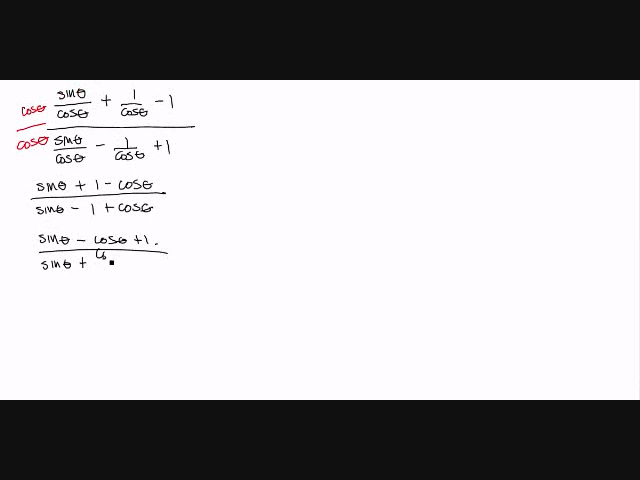 cosθ/cosθ (sinθ/cosθ + 1/cosθ - 1)/(sinθ/cosθ - 1/cosθ + 1)
(sinθ + 1 - cosθ)/(sinθ - 1 + cosθ)
(sinθ - cosθ + 1.)/(sinθ + co